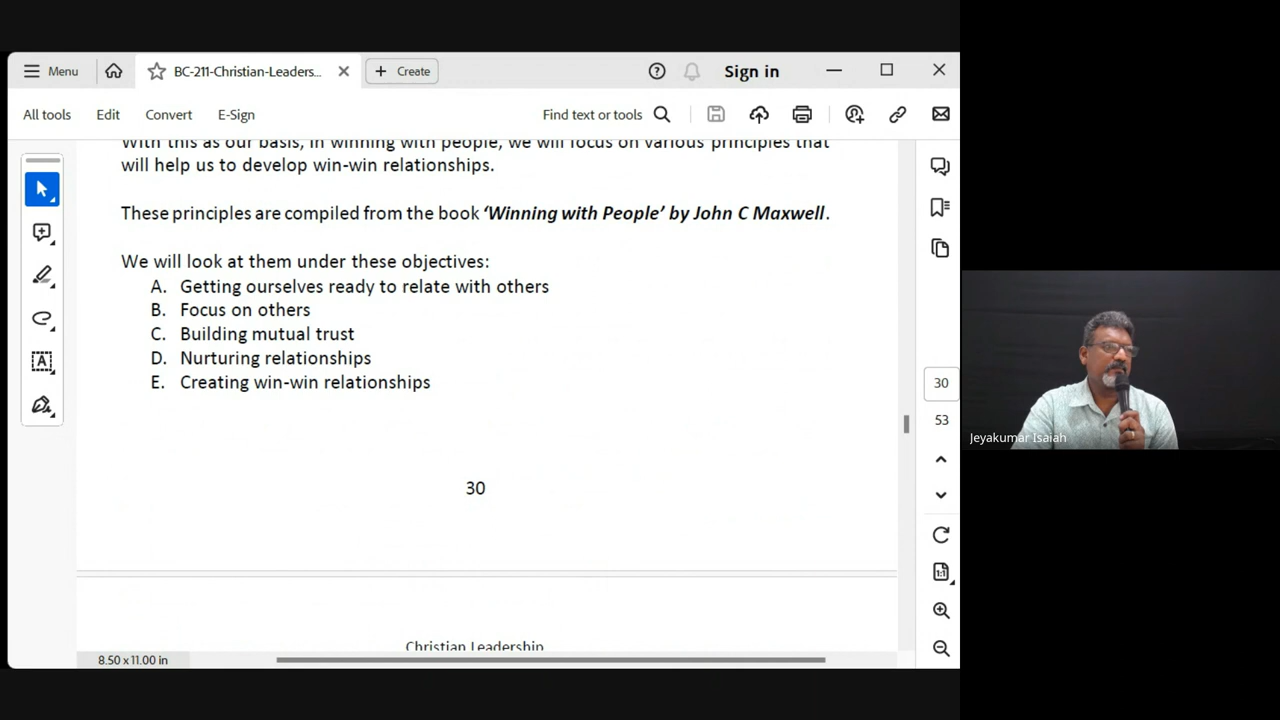 Menu
BC-211-Christian-Leaders...
Create
Sign in
All tools
Edit
Convert
E-Sign
Find text or tools
With this as our basis, in winning with people, we will focus on various principles that
will help us to develop win-win relationships.
These principles are compiled from the book ‘Winning with People’ by John C Maxwell.
We will look at them under these objectives:
A. Getting ourselves ready to relate with others
B. Focus on others
C. Building mutual trust
D. Nurturing relationships
E. Creating win-win relationships
30
30
53
Christian Leadership
8.50 x 11.00 in
Jeyakumar Isaiah